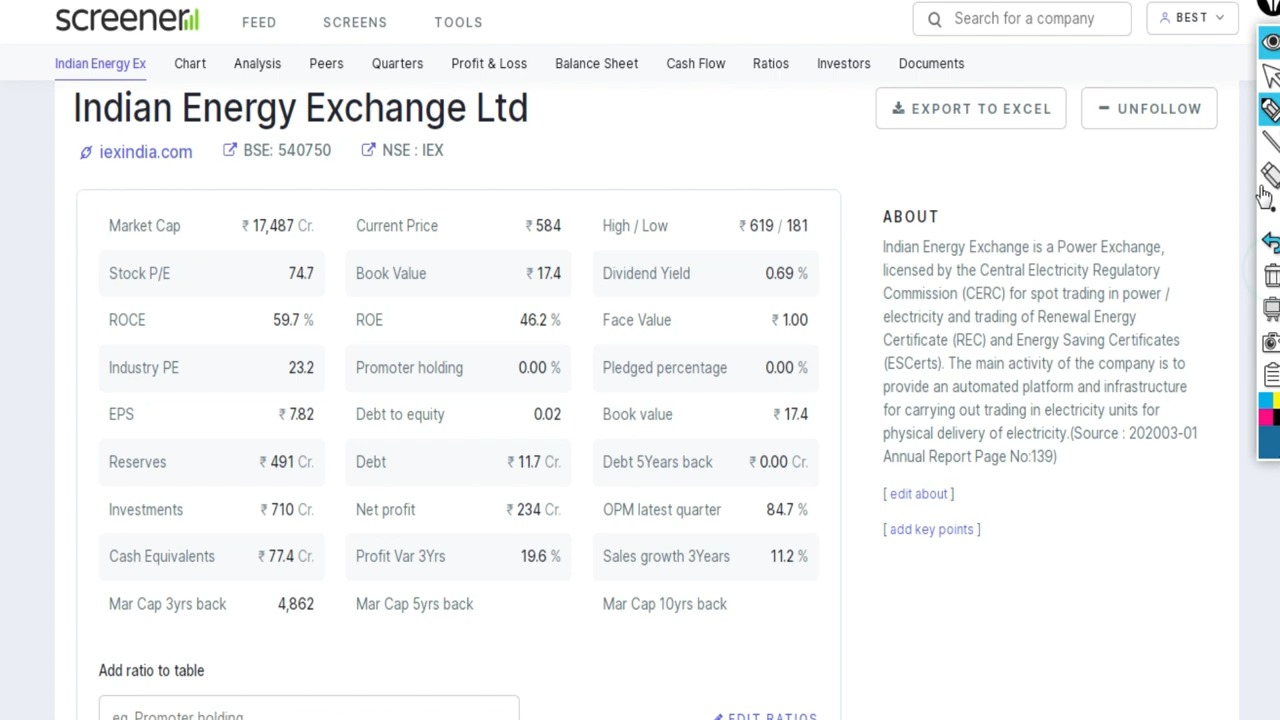 screener
FEED SCREENS TOOLS
Search for a company
BEST
Indian Energy Ex Chart Analysis Peers Quarters Profit & Loss Balance Sheet Cash Flow Ratios Investors Documents
Indian Energy Exchange Ltd
EXPORT TO EXCEL
UNFOLLOW
iexindia.com BSE: 540750 NSE : IEX
Market Cap ₹ 17,487 Cr. Current Price ₹ 584 High / Low ₹ 619 / 181
Stock P/E 74.7 Book Value ₹ 17.4 Dividend Yield 0.69 %
ROCE 59.7 % ROE 46.2 % Face Value ₹ 1.00
Industry PE 23.2 Promoter holding 0.00 % Pledged percentage 0.00 %
EPS ₹ 7.82 Debt to equity 0.02 Book value ₹ 17.4
Reserves ₹ 491 Cr. Debt ₹ 11.7 Cr. Debt 5Years back ₹ 0.00 Cr.
Investments ₹ 710 Cr. Net profit ₹ 234 Cr. OPM latest quarter 84.7 %
Cash Equivalents ₹ 77.4 Cr. Profit Var 3Yrs 19.6 % Sales growth 3Years 11.2 %
Mar Cap 3yrs back 4,862 Mar Cap 5yrs back Mar Cap 10yrs back
Add ratio to table
eg. Promoter holding
EDIT RATIOS
ABOUT
Indian Energy Exchange is a Power Exchange,
licensed by the Central Electricity Regulatory
Commission (CERC) for spot trading in power /
electricity and trading of Renewal Energy
Certificate (REC) and Energy Saving Certificates
(ESCerts). The main activity of the company is to
provide an automated platform and infrastructure
for carrying out trading in electricity units for
physical delivery of electricity.(Source : 202003-01
Annual Report Page No:139)
[ edit about ]
[ add key points ]